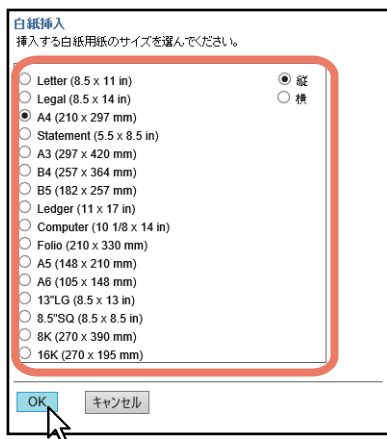 白紙挿入
挿入する白紙用紙のサイズを選んでください。
Letter (8.5 x 11 in) 縦
Legal (8.5 x 14 in) 横
A4 (210 x 297 mm)
Statement (5.5 x 8.5 in)
A3 (297 x 420 mm)
B4 (257 x 364 mm)
B5 (182 x 257 mm)
Ledger (11 x 17 in)
Computer (10 1/8 x 14 in)
Folio (210 x 330 mm)
A5 (148 x 210 mm)
A6 (105 x 148 mm)
13"LG (8.5 x 13 in)
8.5"SQ (8.5 x 8.5 in)
8K (270 x 390 mm)
16K (270 x 195 mm)
OK キャンセル